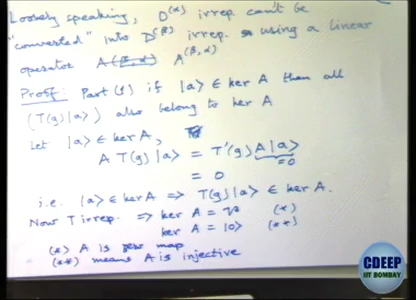 Loosely speaking, D^(α) irrep. can't be
"converted" into D^(β) irrep. using a linear
operator A^(β,α)
Proof: Part (1) if |a⟩ ∈ ker A then all
(T(g)|a⟩) also belong to ker A
Let |a⟩ ∈ ker A,
A T(g)|a⟩ = T'(g) A|a⟩
=0
= 0
i.e. |a⟩ ∈ ker A ⇒ T(g)|a⟩ ∈ ker A.
Now T irrep. ⇒ ker A = V (*)
ker A = |0⟩ (**)
(*) A is zero map
(**) means A is injective
CDEEP
IIT BOMBAY